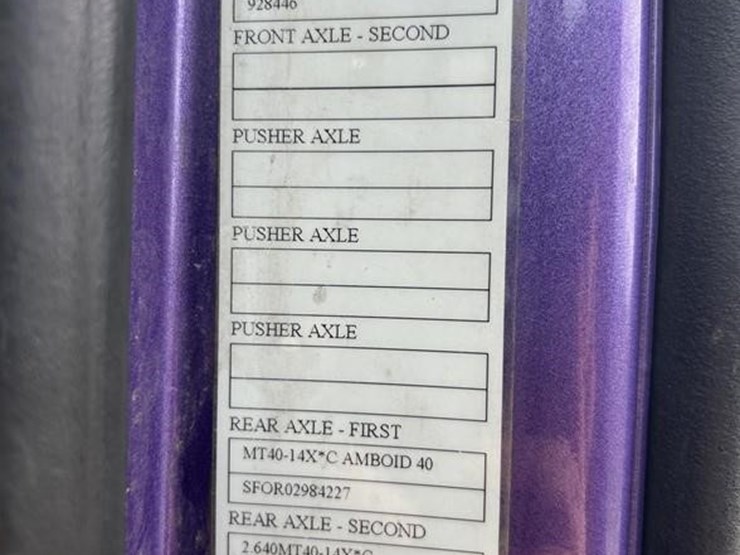 928446
FRONT AXLE - SECOND
PUSHER AXLE
PUSHER AXLE
PUSHER AXLE
REAR AXLE - FIRST
MT40-14X*C AMBOID 40
SFOR02984227
REAR AXLE - SECOND
2.640MT40-14X*C